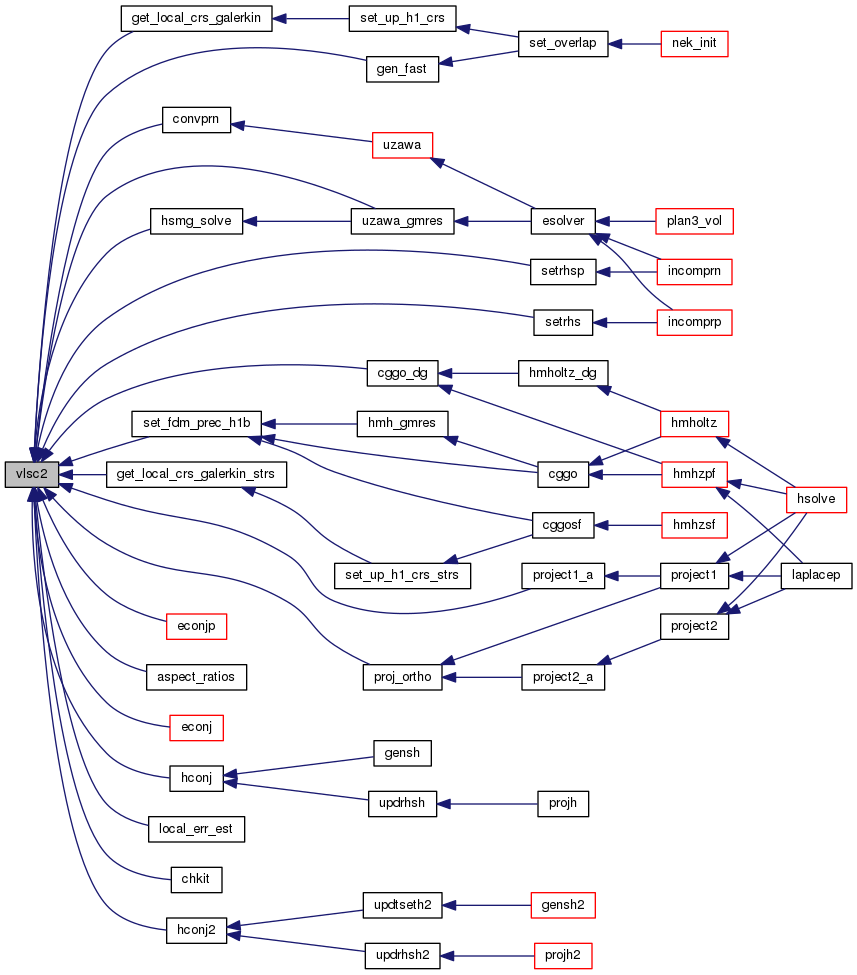 get_local_crs_galerkin
set_up_h1_crs
set_overlap
nek_init
gen_fast
convprn
uzawa
hsmg_solve
uzawa_gmres
esolver
plan3_vol
setrhsp
incomprn
setrhs
incomprp
cggo_dg
hmholtz_dg
set_fdm_prec_h1b
hmh_gmres
hmholtz
vlsc2
get_local_crs_galerkin_strs
cggo
hmhzpf
hsolve
cggosf
hmhzsf
set_up_h1_crs_strs
project1_a
project1
laplacep
econjp
project2
aspect_ratios
proj_ortho
project2_a
econj
gensh
hconj
updrhsh
projh
local_err_est
chkit
updtseth2
gensh2
hconj2
updrhsh2
projh2